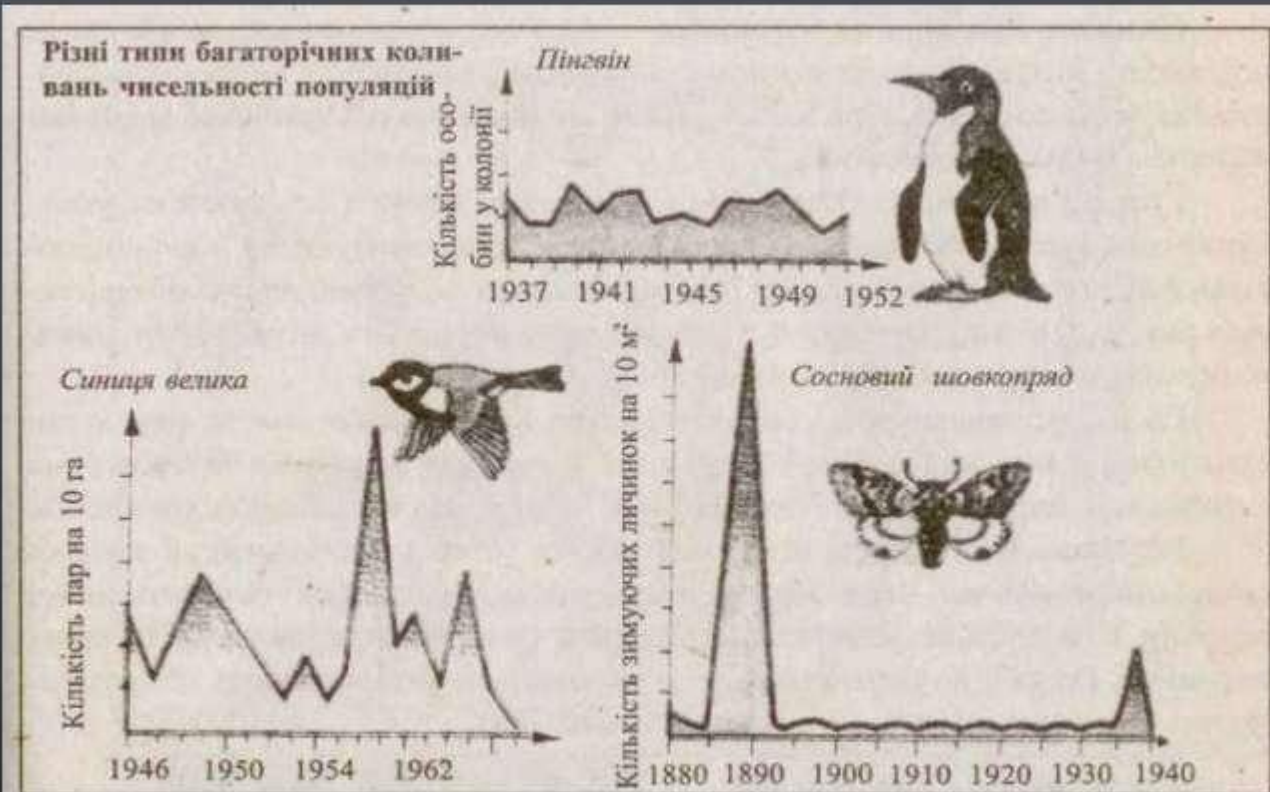 Різні типи багаторічних коли-
вань чисельності популяцій
Пінгвін
Кількість осо-
бин у колонії
1937 1941 1945 1949 1952
Синиця велика
Кількість пар на 10 га
1946 1950 1954 1962
Сосновий шовкопряд
Кількість зимуючих личинок на 10 м²
1880 1890 1900 1910 1920 1930 1940